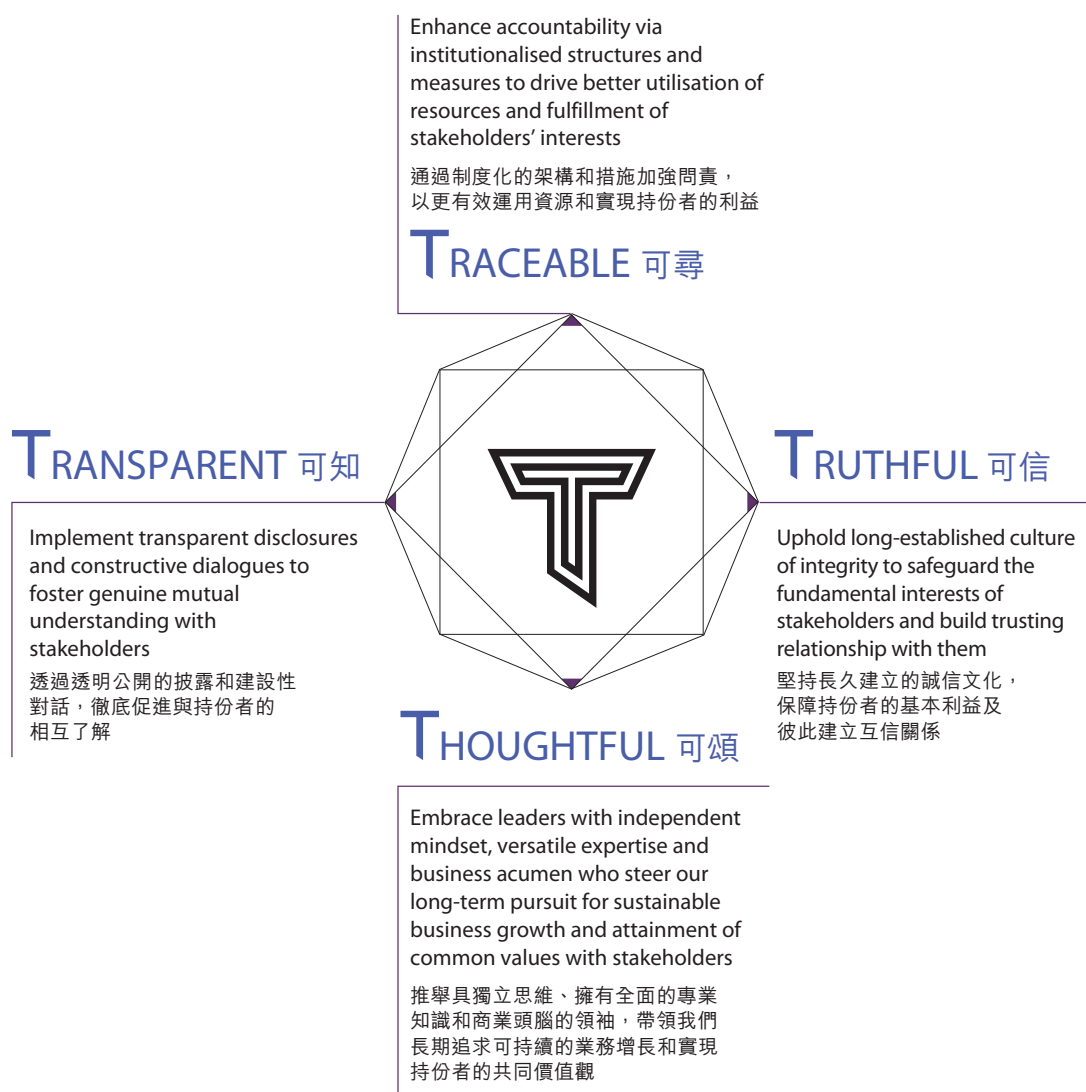 Enhance accountability via
institutionalised structures and
measures to drive better utilisation of
resources and fulfillment of
stakeholders’ interests
通過制度化的架構和措施加強問責，
以更有效運用資源和實現持份者的利益
TRACEABLE 可尋
TRANSPARENT 可知
Implement transparent disclosures
and constructive dialogues to
foster genuine mutual
understanding with
stakeholders
透過透明公開的披露和建設性
對話，徹底促進與持份者的
相互了解
T
TRUTHFUL 可信
Uphold long-established culture
of integrity to safeguard the
fundamental interests of
stakeholders and build trusting
relationship with them
堅持長久建立的誠信文化，
保障持份者的基本利益及
彼此建立互信關係
THOUGHTFUL 可頌
Embrace leaders with independent
mindset, versatile expertise and
business acumen who steer our
long-term pursuit for sustainable
business growth and attainment of
common values with stakeholders
推舉具獨立思維、擁有全面的專業
知識和商業頭腦的領袖，帶領我們
長期追求可持續的業務增長和實現
持份者的共同價值觀